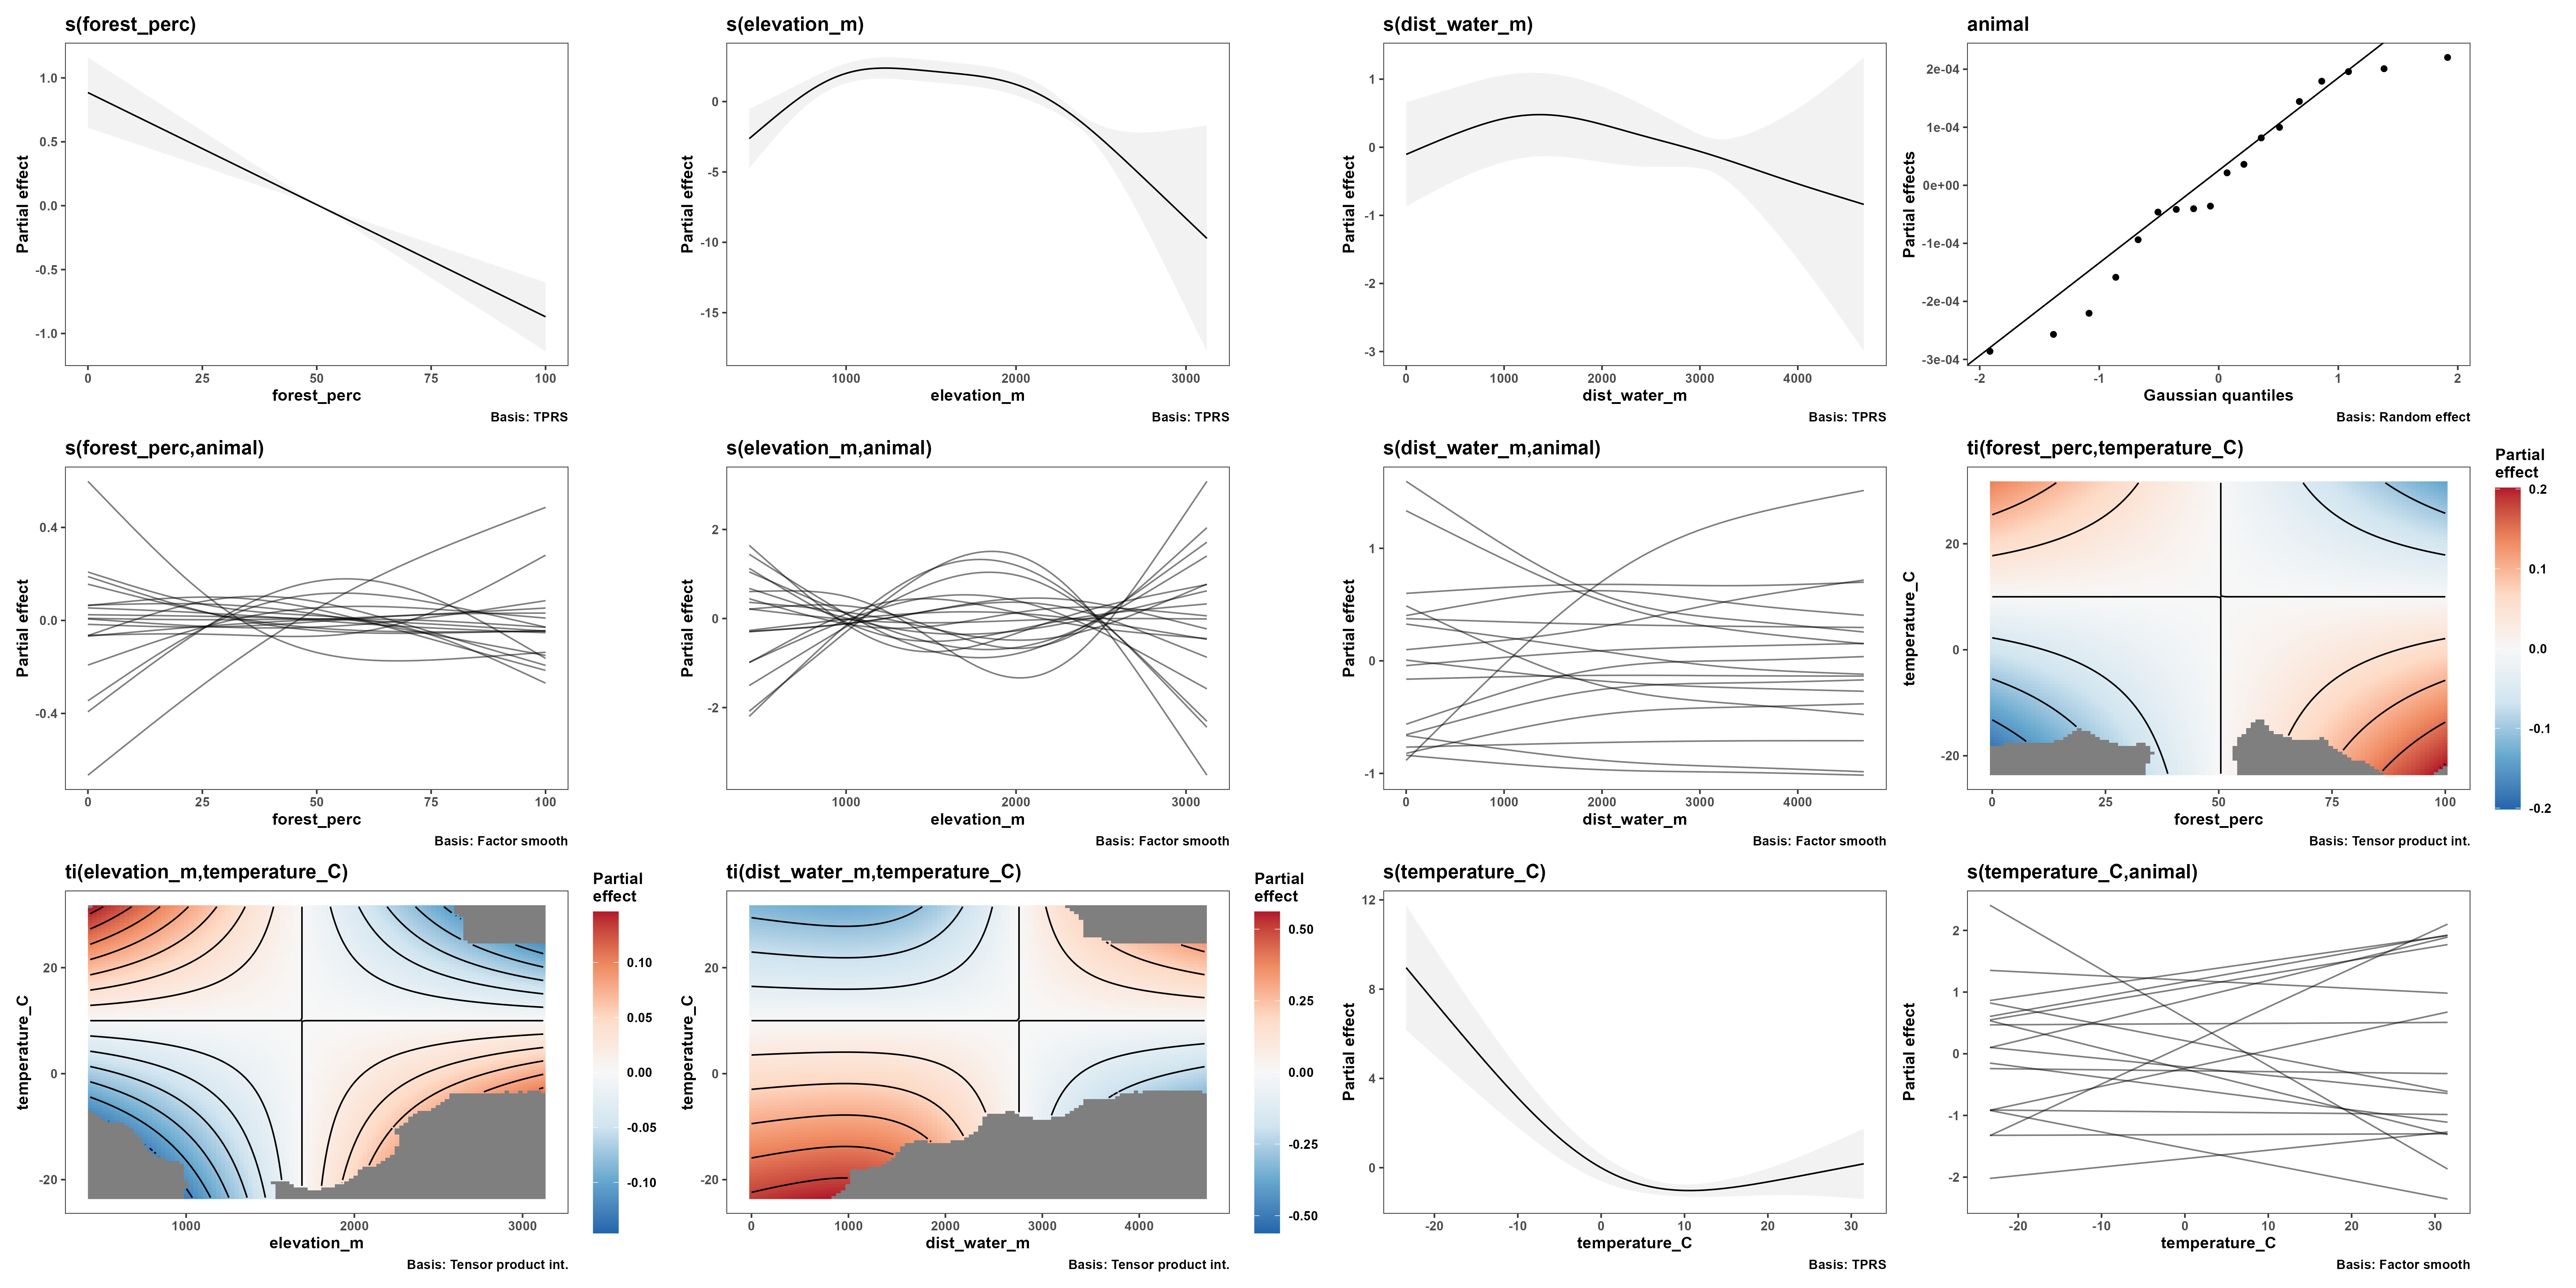 s(forest_perc)
Partial effect
1.0
0.5
0.0
-0.5
-1.0
0
25
50
75
100
forest_perc
Basis: TPRS
s(elevation_m)
Partial effect
0
-5
-10
-15
1000
2000
3000
elevation_m
Basis: TPRS
s(dist_water_m)
Partial effect
1
0
-1
-2
-3
0
1000
2000
3000
4000
dist_water_m
Basis: TPRS
animal
Partial effects
2e-04
1e-04
0e+00
-1e-04
-2e-04
-3e-04
-2
-1
0
1
2
Gaussian quantiles
Basis: Random effect
s(forest_perc,animal)
Partial effect
0.4
0.0
-0.4
0
25
50
75
100
forest_perc
Basis: Factor smooth
s(elevation_m,animal)
Partial effect
2
0
-2
1000
2000
3000
elevation_m
Basis: Factor smooth
s(dist_water_m,animal)
Partial effect
1
0
-1
0
1000
2000
3000
4000
dist_water_m
Basis: Factor smooth
ti(forest_perc,temperature_C)
temperature_C
20
0
-20
0
25
50
75
100
forest_perc
Basis: Tensor product int.
Partial
effect
0.2
0.1
0.0
-0.1
-0.2
ti(elevation_m,temperature_C)
temperature_C
20
0
-20
1000
2000
3000
elevation_m
Basis: Tensor product int.
Partial
effect
0.10
0.05
0.00
-0.05
-0.10
ti(dist_water_m,temperature_C)
temperature_C
20
0
-20
0
1000
2000
3000
4000
dist_water_m
Basis: Tensor product int.
Partial
effect
0.50
0.25
0.00
-0.25
-0.50
s(temperature_C)
Partial effect
12
8
4
0
-20
-10
0
10
20
30
temperature_C
Basis: TPRS
s(temperature_C,animal)
Partial effect
2
1
0
-1
-2
-20
-10
0
10
20
30
temperature_C
Basis: Factor smooth